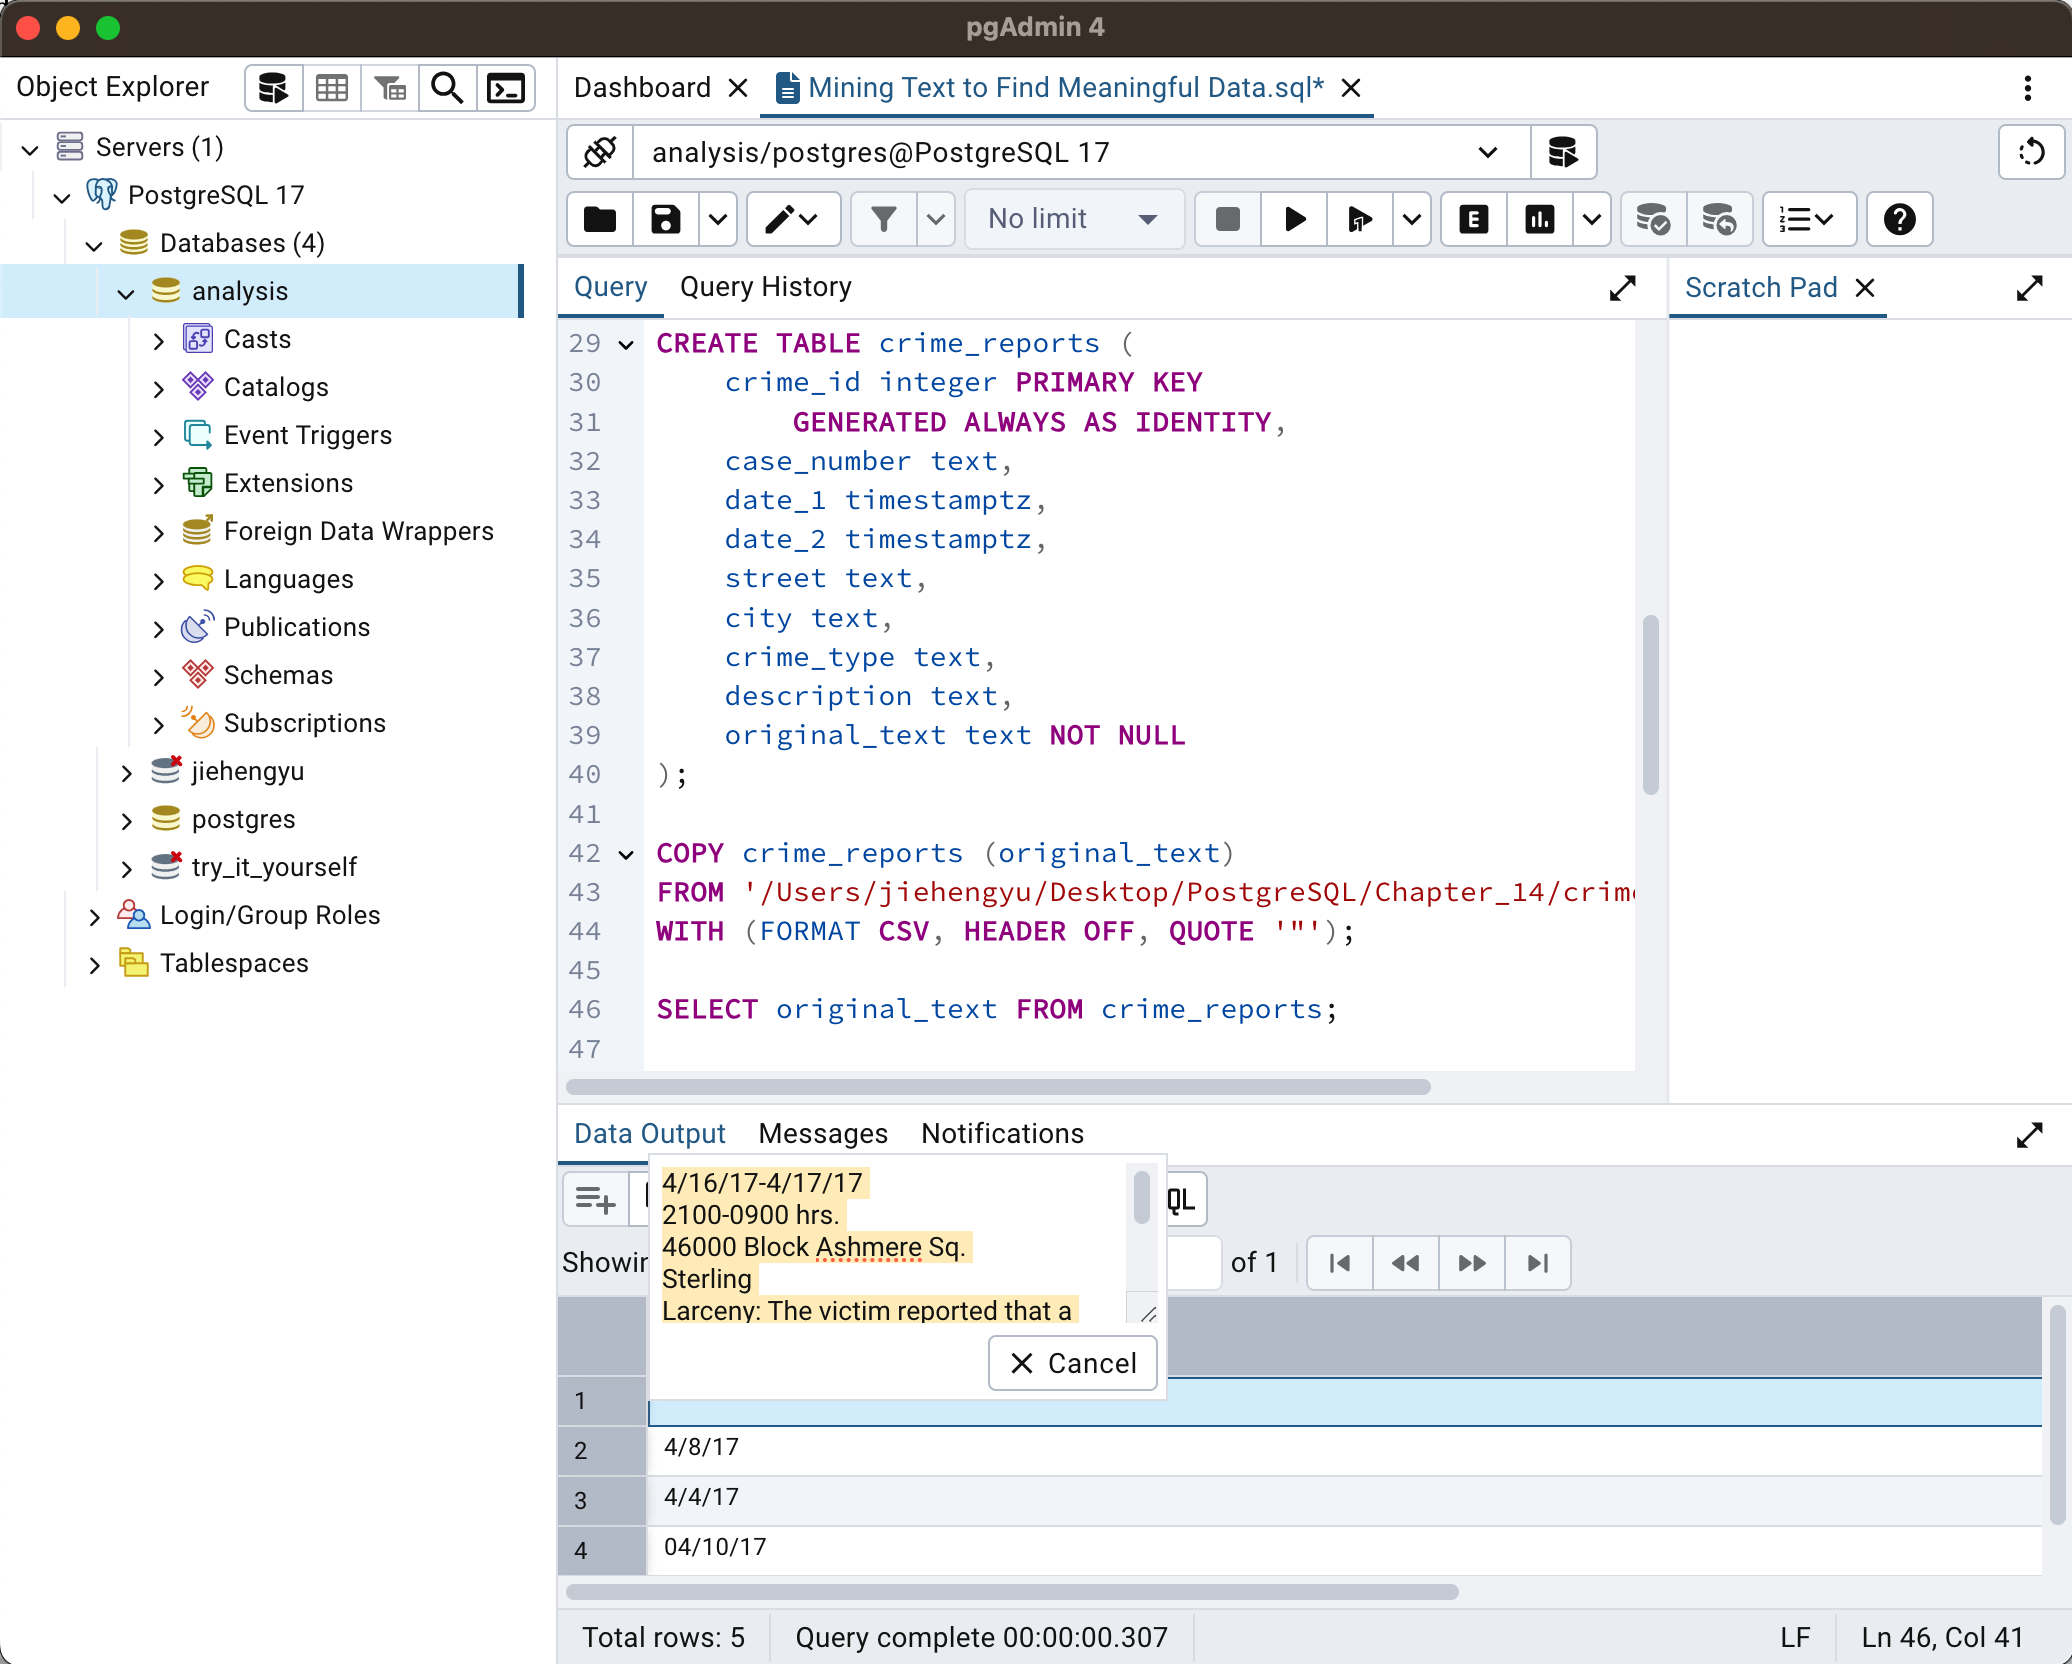 pgAdmin 4
Object Explorer
Dashboard
Mining Text to Find Meaningful Data.sql*
Servers (1)
PostgreSQL 17
Databases (4)
analysis
Casts
Catalogs
Event Triggers
Extensions
Foreign Data Wrappers
Languages
Publications
Schemas
Subscriptions
jiehengyu
postgres
try_it_yourself
Login/Group Roles
Tablespaces
analysis/postgres@PostgreSQL 17
No limit
E
Query
Query History
Scratch Pad
29 CREATE TABLE crime_reports (
30 crime_id integer PRIMARY KEY
31 GENERATED ALWAYS AS IDENTITY,
32 case_number text,
33 date_1 timestamptz,
34 date_2 timestamptz,
35 street text,
36 city text,
37 crime_type text,
38 description text,
39 original_text text NOT NULL
40 );
41
42 COPY crime_reports (original_text)
43 FROM '/Users/jiehengyu/Desktop/PostgreSQL/Chapter_14/crim
44 WITH (FORMAT CSV, HEADER OFF, QUOTE '"');
45
46 SELECT original_text FROM crime_reports;
47
Data Output
Messages
Notifications
4/16/17-4/17/17
2100-0900 hrs.
46000 Block Ashmere Sq.
Sterling
Larceny: The victim reported that a
Cancel
QL
Showin
of 1
1
2 4/8/17
3 4/4/17
4 04/10/17
Total rows: 5
Query complete 00:00:00.307
LF
Ln 46, Col 41